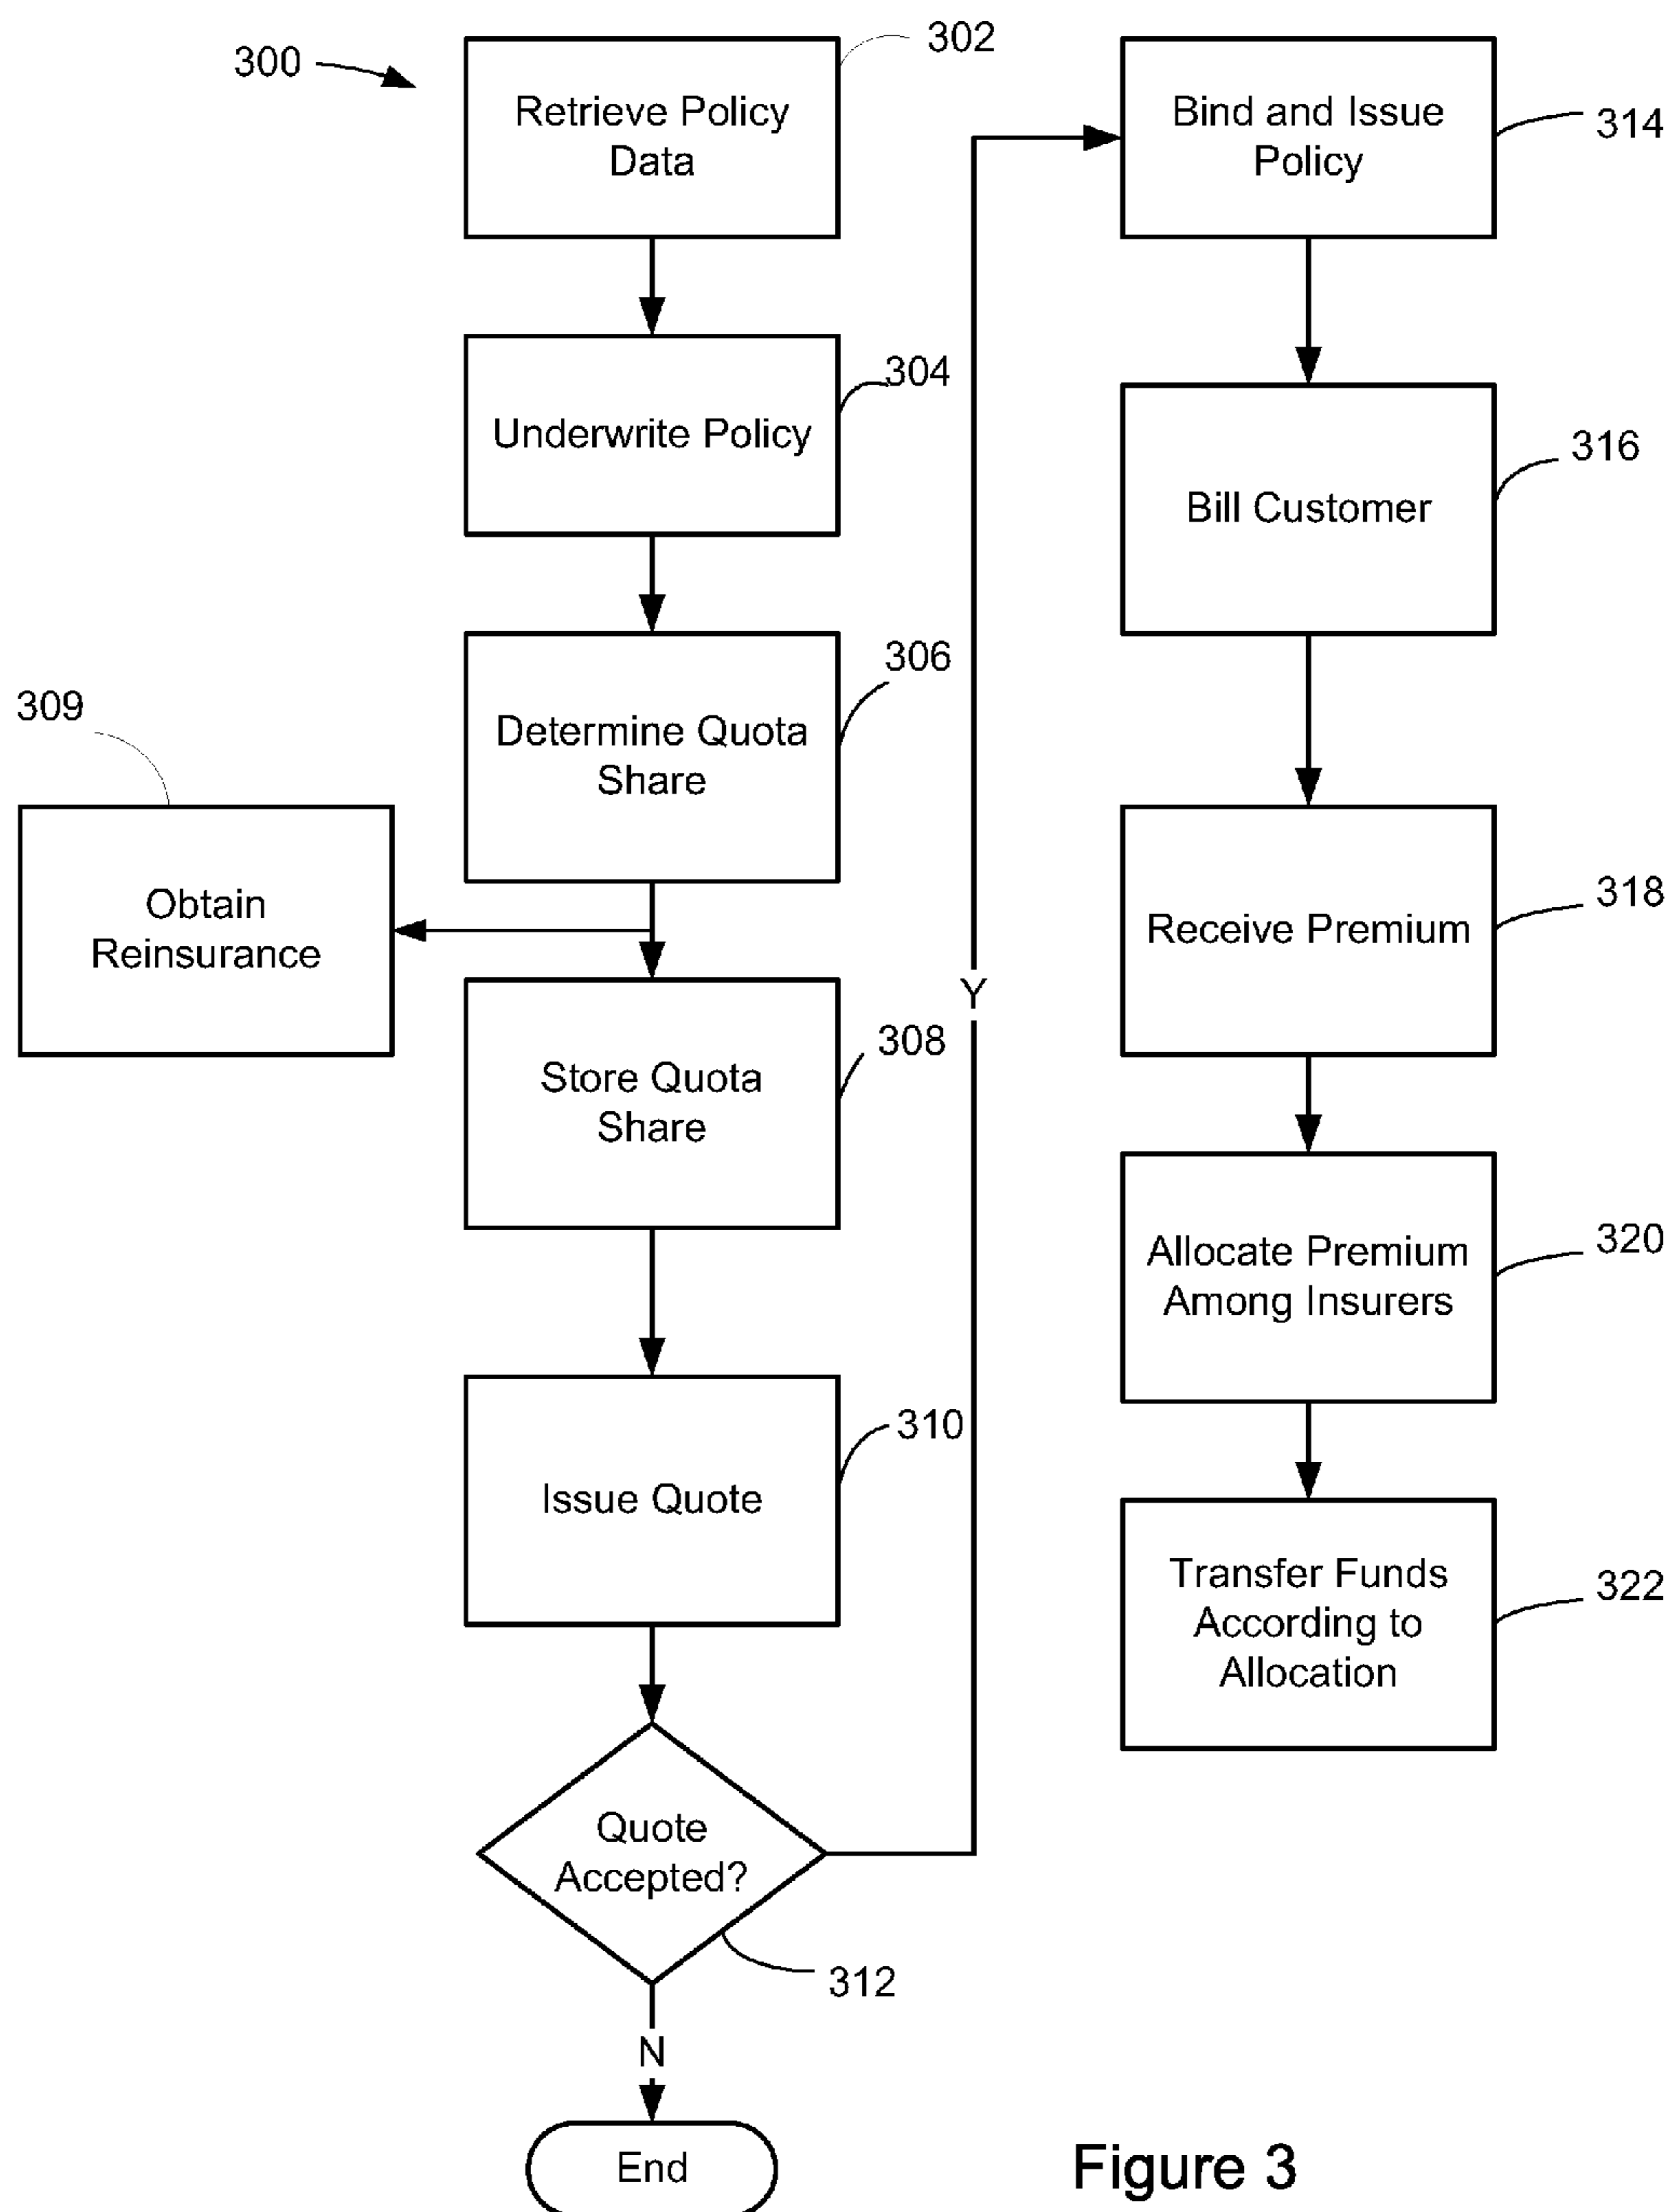 300
302
Retrieve Policy
Data
304
Underwrite Policy
306
Determine Quota
Share
309
Obtain
Reinsurance
308
Store Quota
Share
310
Issue Quote
Quote
Accepted?
312
N
End
Y
Bind and Issue
Policy
314
316
Bill Customer
318
Receive Premium
320
Allocate Premium
Among Insurers
322
Transfer Funds
According to
Allocation
Figure 3